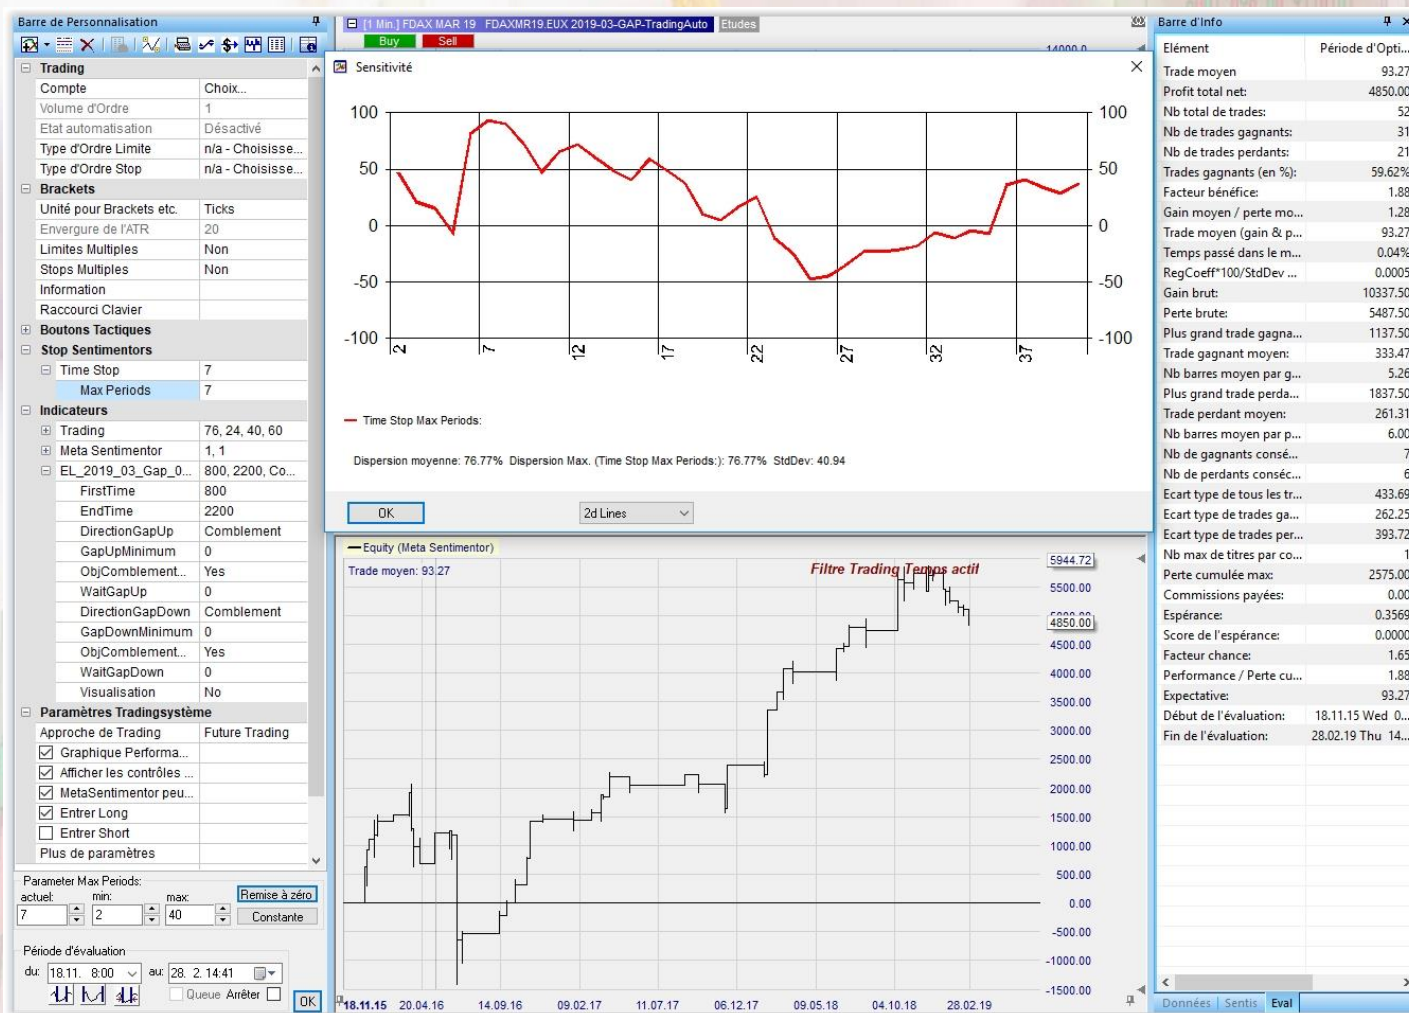 Barre de Personnalisation
Trading
Compte Choix...
Volume d'Ordre 1
Etat automatisation Désactivé
Type d'Ordre Limite n/a - Choisisse...
Type d'Ordre Stop n/a - Choisisse...
Brackets
Unité pour Brackets etc. Ticks
Envergure de l'ATR 20
Limites Multiples Non
Stops Multiples Non
Information
Raccourci Clavier
Boutons Tactiques
Stop Sentimentors
Time Stop 7
Max Periods 7
Indicateurs
Trading 76, 24, 40, 60
Meta Sentimentor 1, 1
EL_2019_03_Gap_0... 800, 2200, Co...
FirstTime 800
EndTime 2200
DirectionGapUp Comblement
GapUpMinimum 0
ObjComblement... Yes
WaitGapUp 0
DirectionGapDown Comblement
GapDownMinimum 0
ObjComblement... Yes
WaitGapDown 0
Visualisation No
Paramètres Tradingsystème
Approche de Trading Future Trading
Graphique Performa...
Afficher les contrôles ...
MetaSentimentor peu...
Entrer Long
Entrer Short
Plus de paramètres
Parameter Max Periods:
actuel: min: max: Remise à zéro
7 2 40 Constante
Période d'évaluation
du: 18.11. 8:00 au: 28. 2. 14:41
Queue Arrêter OK
[1 Min.] FDAX MAR 19 FDAXMR19.EUX 2019-03-GAP-TradingAuto Etudes
Buy Sell
14000.0
Sensitivité
100 100
50 50
0 0
-50 -50
-100 -100
2 7 12 17 22 27 32 37
Time Stop Max Periods:
Dispersion moyenne: 76.77% Dispersion Max. (Time Stop Max Periods:): 76.77% StdDev: 40.94
OK 2d Lines
Equity (Meta Sentimentor)
Trade moyen: 93.27
Filtre Trading Temps actif
5944.72
5500.00
4850.00
4500.00
4000.00
3500.00
3000.00
2500.00
2000.00
1500.00
1000.00
500.00
0.00
-500.00
-1000.00
-1500.00
18.11.15 20.04.16 14.09.16 09.02.17 11.07.17 06.12.17 09.05.18 04.10.18 28.02.19
Barre d'Info
Elément Période d'Opti...
Trade moyen 93.27
Profit total net: 4850.00
Nb total de trades: 52
Nb de trades gagnants: 31
Nb de trades perdants: 21
Trades gagnants (en %): 59.62%
Facteur bénéfice: 1.88
Gain moyen / perte mo... 1.28
Trade moyen (gain & p... 93.27
Temps passé dans le m... 0.04%
RegCoeff*100/StdDev ... 0.0005
Gain brut: 10337.50
Perte brute: 5487.50
Plus grand trade gagna... 1137.50
Trade gagnant moyen: 333.47
Nb barres moyen par g... 5.26
Plus grand trade perda... 1837.50
Trade perdant moyen: 261.31
Nb barres moyen par p... 6.00
Nb de gagnants consé... 7
Nb de perdants conséc... 6
Ecart type de tous les tr... 433.69
Ecart type de trades ga... 262.25
Ecart type de trades per... 393.72
Nb max de titres par co... 1
Perte cumulée max: 2575.00
Commissions payées: 0.00
Espérance: 0.3569
Score de l'espérance: 0.0000
Facteur chance: 1.65
Performance / Perte cu... 1.88
Expectative: 93.27
Début de l'évaluation: 18.11.15 Wed 0...
Fin de l'évaluation: 28.02.19 Thu 14...
Données Sentis Eval